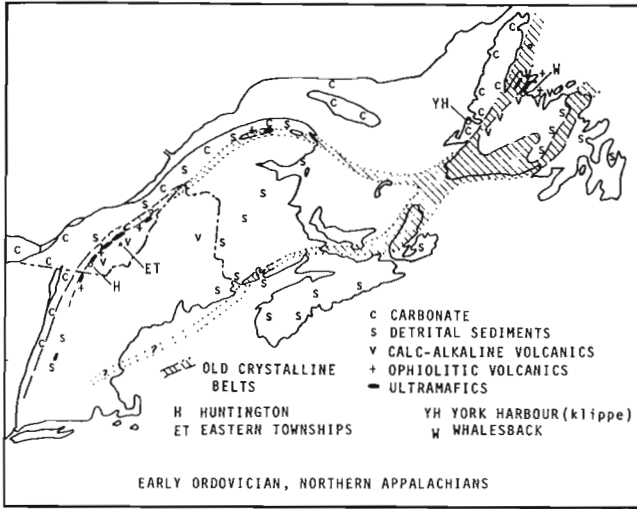 W
YH
ET
H
C CARBONATE
S DETRITAL SEDIMENTS
V CALC-ALKALINE VOLCANICS
+ OPHIOLITIC VOLCANICS
ULTRAMAFICS
OLD CRYSTALLINE
BELTS
H HUNTINGTON
ET EASTERN TOWNSHIPS
YH YORK HARBOUR(klippe)
W WHALESBACK
EARLY ORDOVICIAN, NORTHERN APPALACHIANS